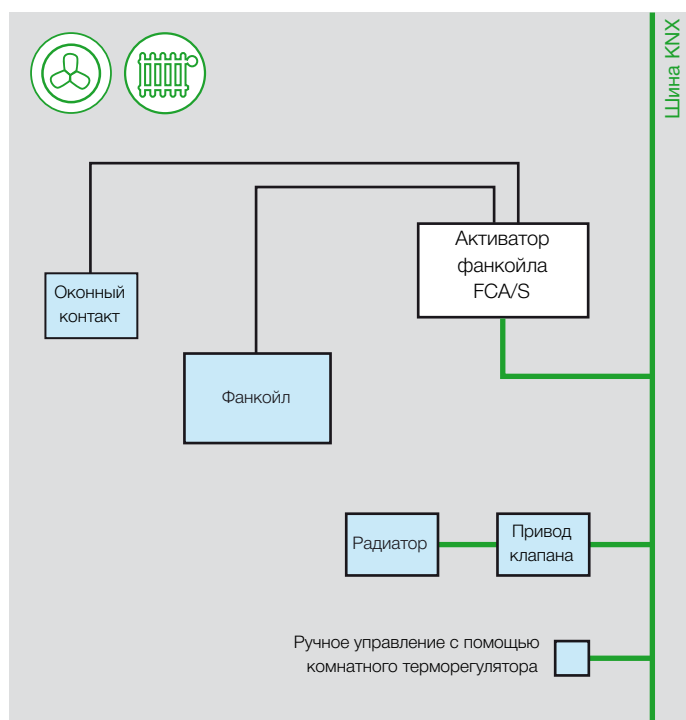 Шина KNX
Активатор
фанкойла
FCA/S
Оконный
контакт
Фанкойл
Радиатор
Привод
клапана
Ручное управление с помощью
комнатного терморегулятора